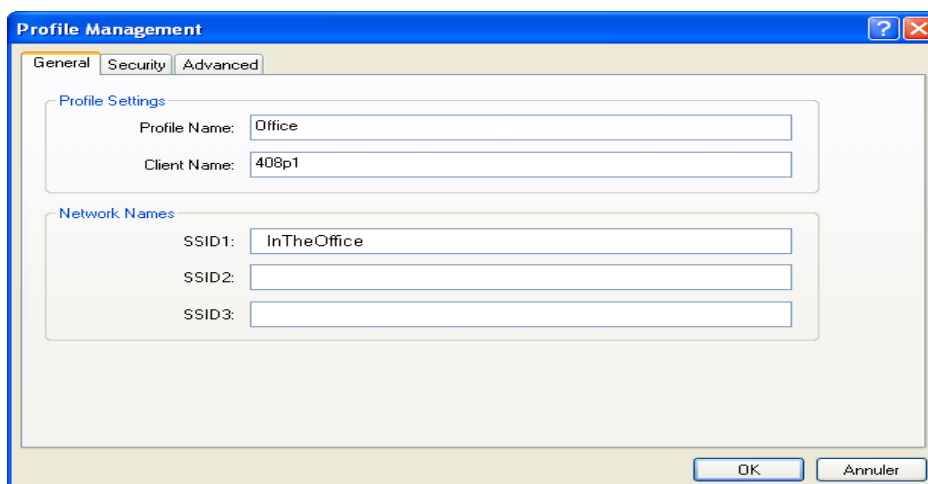 Profile Management
General Security Advanced
Profile Settings
Profile Name: Office
Client Name: 408p1
Network Names
SSID1: InTheOffice
SSID2:
SSID3:
OK Annuler